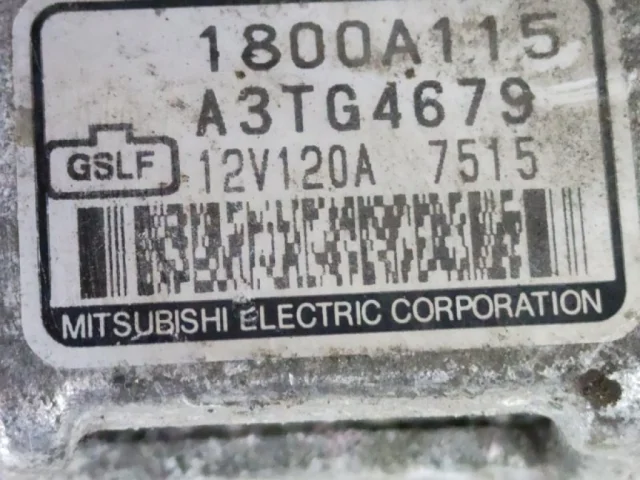 1800A115
A3TG4679
GSLF 12V120A 7515
MITSUBISHI ELECTRIC CORPORATION